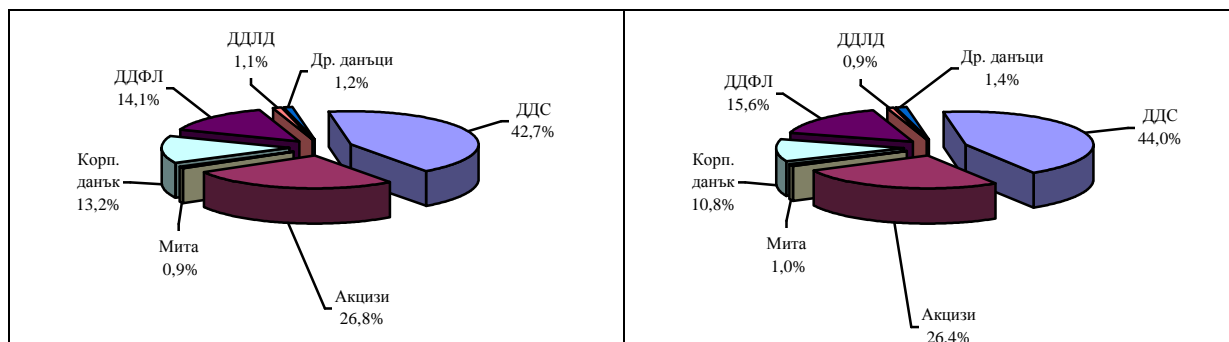 ДДЛД
1,1%
Др. данъци
1,2%
ДДФЛ
14,1%
ДДС
42,7%
Корп.
данък
13,2%
Мита
0,9%
Акцизи
26,8%
ДДЛД
0,9%
Др. данъци
1,4%
ДДФЛ
15,6%
ДДС
44,0%
Корп.
данък
10,8%
Мита
1,0%
Акцизи
26,4%